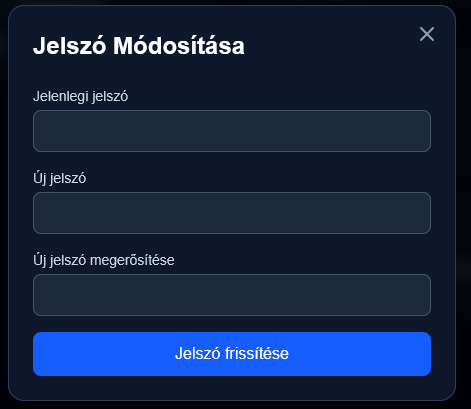 Jelszó Módosítása
Jelenlegi jelszó
Új jelszó
Új jelszó megerősítése
Jelszó frissítése